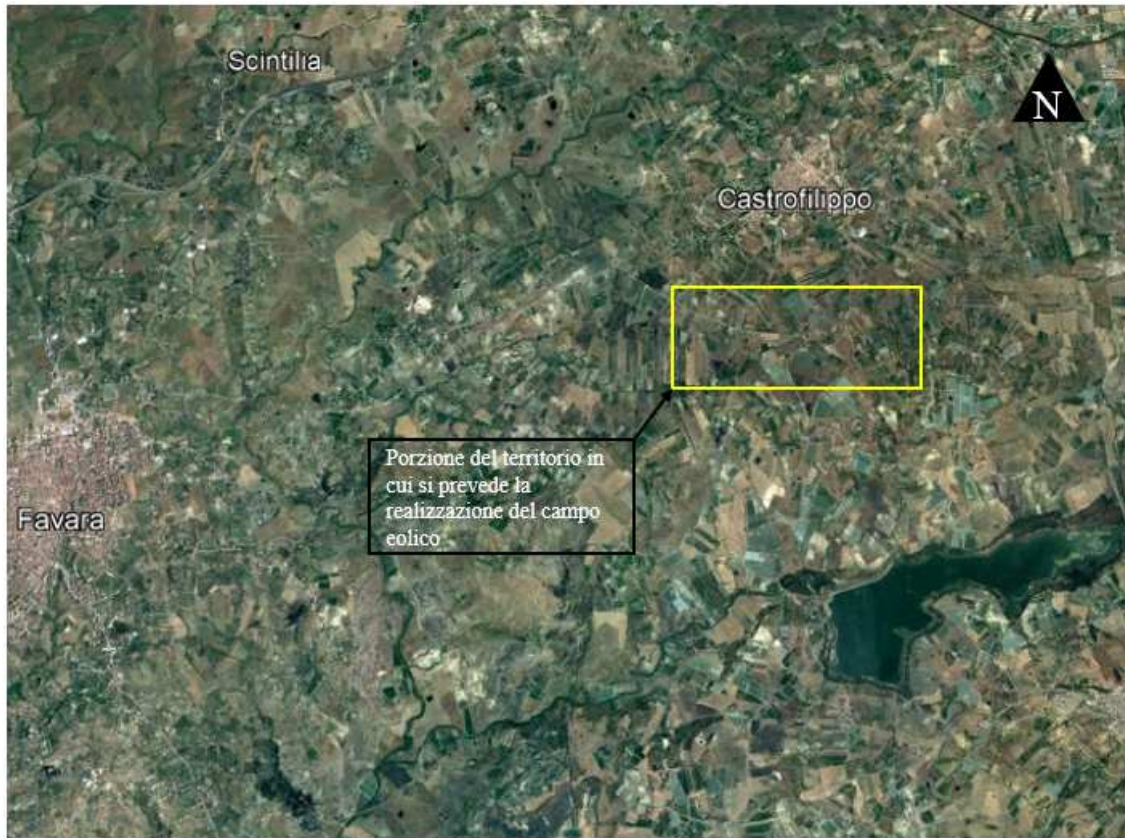 Scintilia
N
Castrofilippo
Porzione del territorio in
cui si prevede la
realizzazione del campo
eolico
Favara